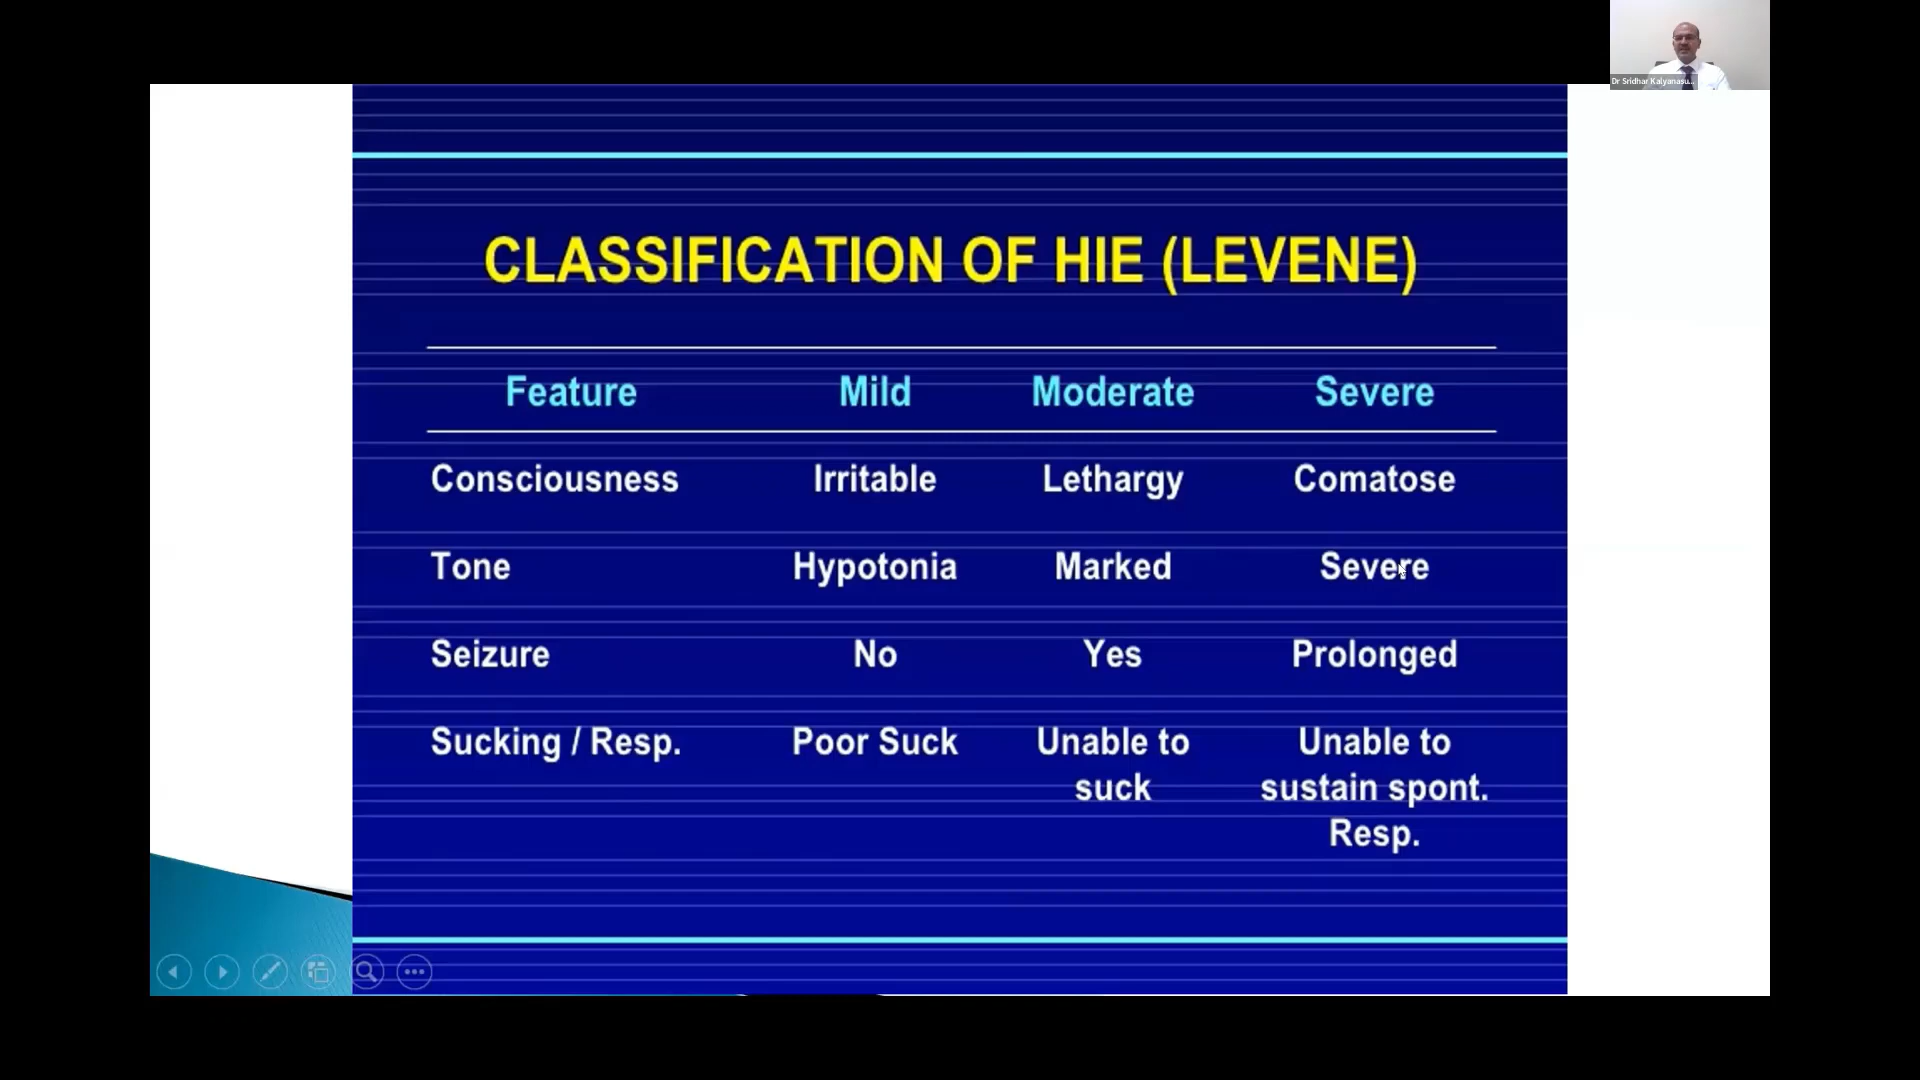 Dr Sridhar Kalyanasu...
CLASSIFICATION OF HIE (LEVENE)
Feature Mild Moderate Severe
Consciousness Irritable Lethargy Comatose
Tone Hypotonia Marked Severe
Seizure No Yes Prolonged
Sucking / Resp. Poor Suck Unable to Unable to
suck sustain spont.
Resp.